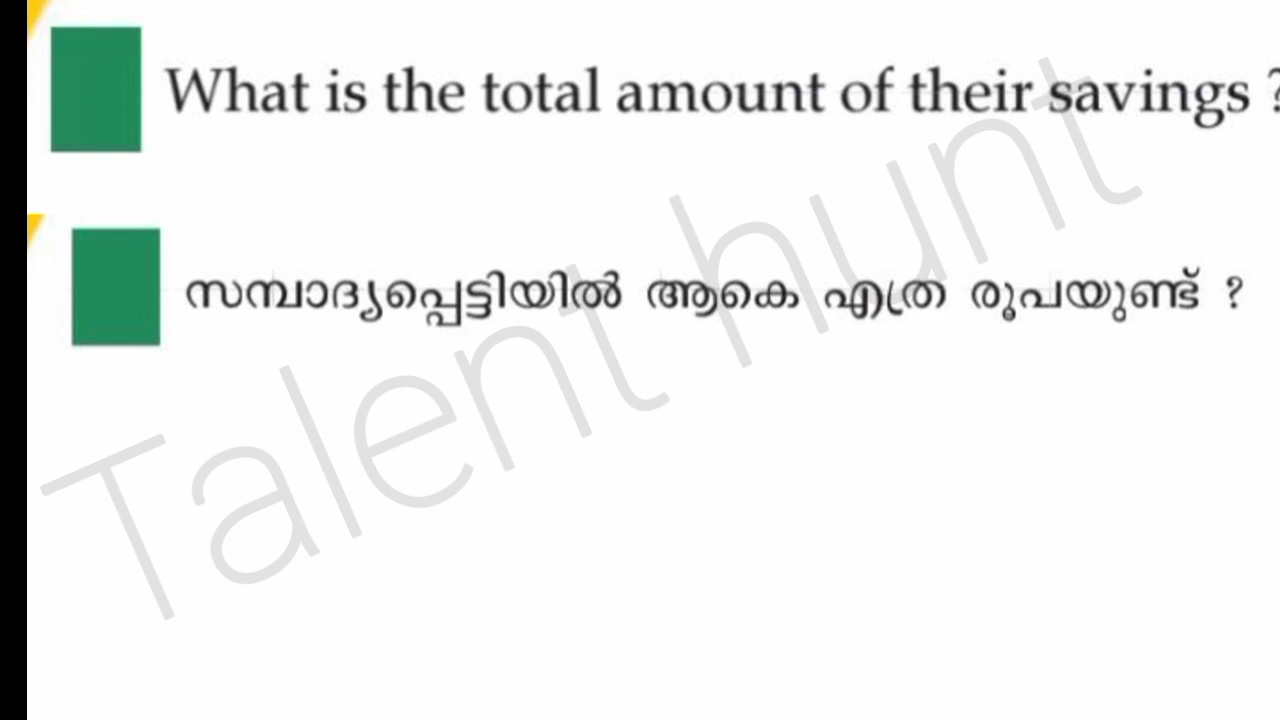 What is the total amount of their savings ?
സമ്പാദ്യപ്പെട്ടിയിൽ ആകെ എത്ര രൂപയുണ്ട് ?
Talent hunt